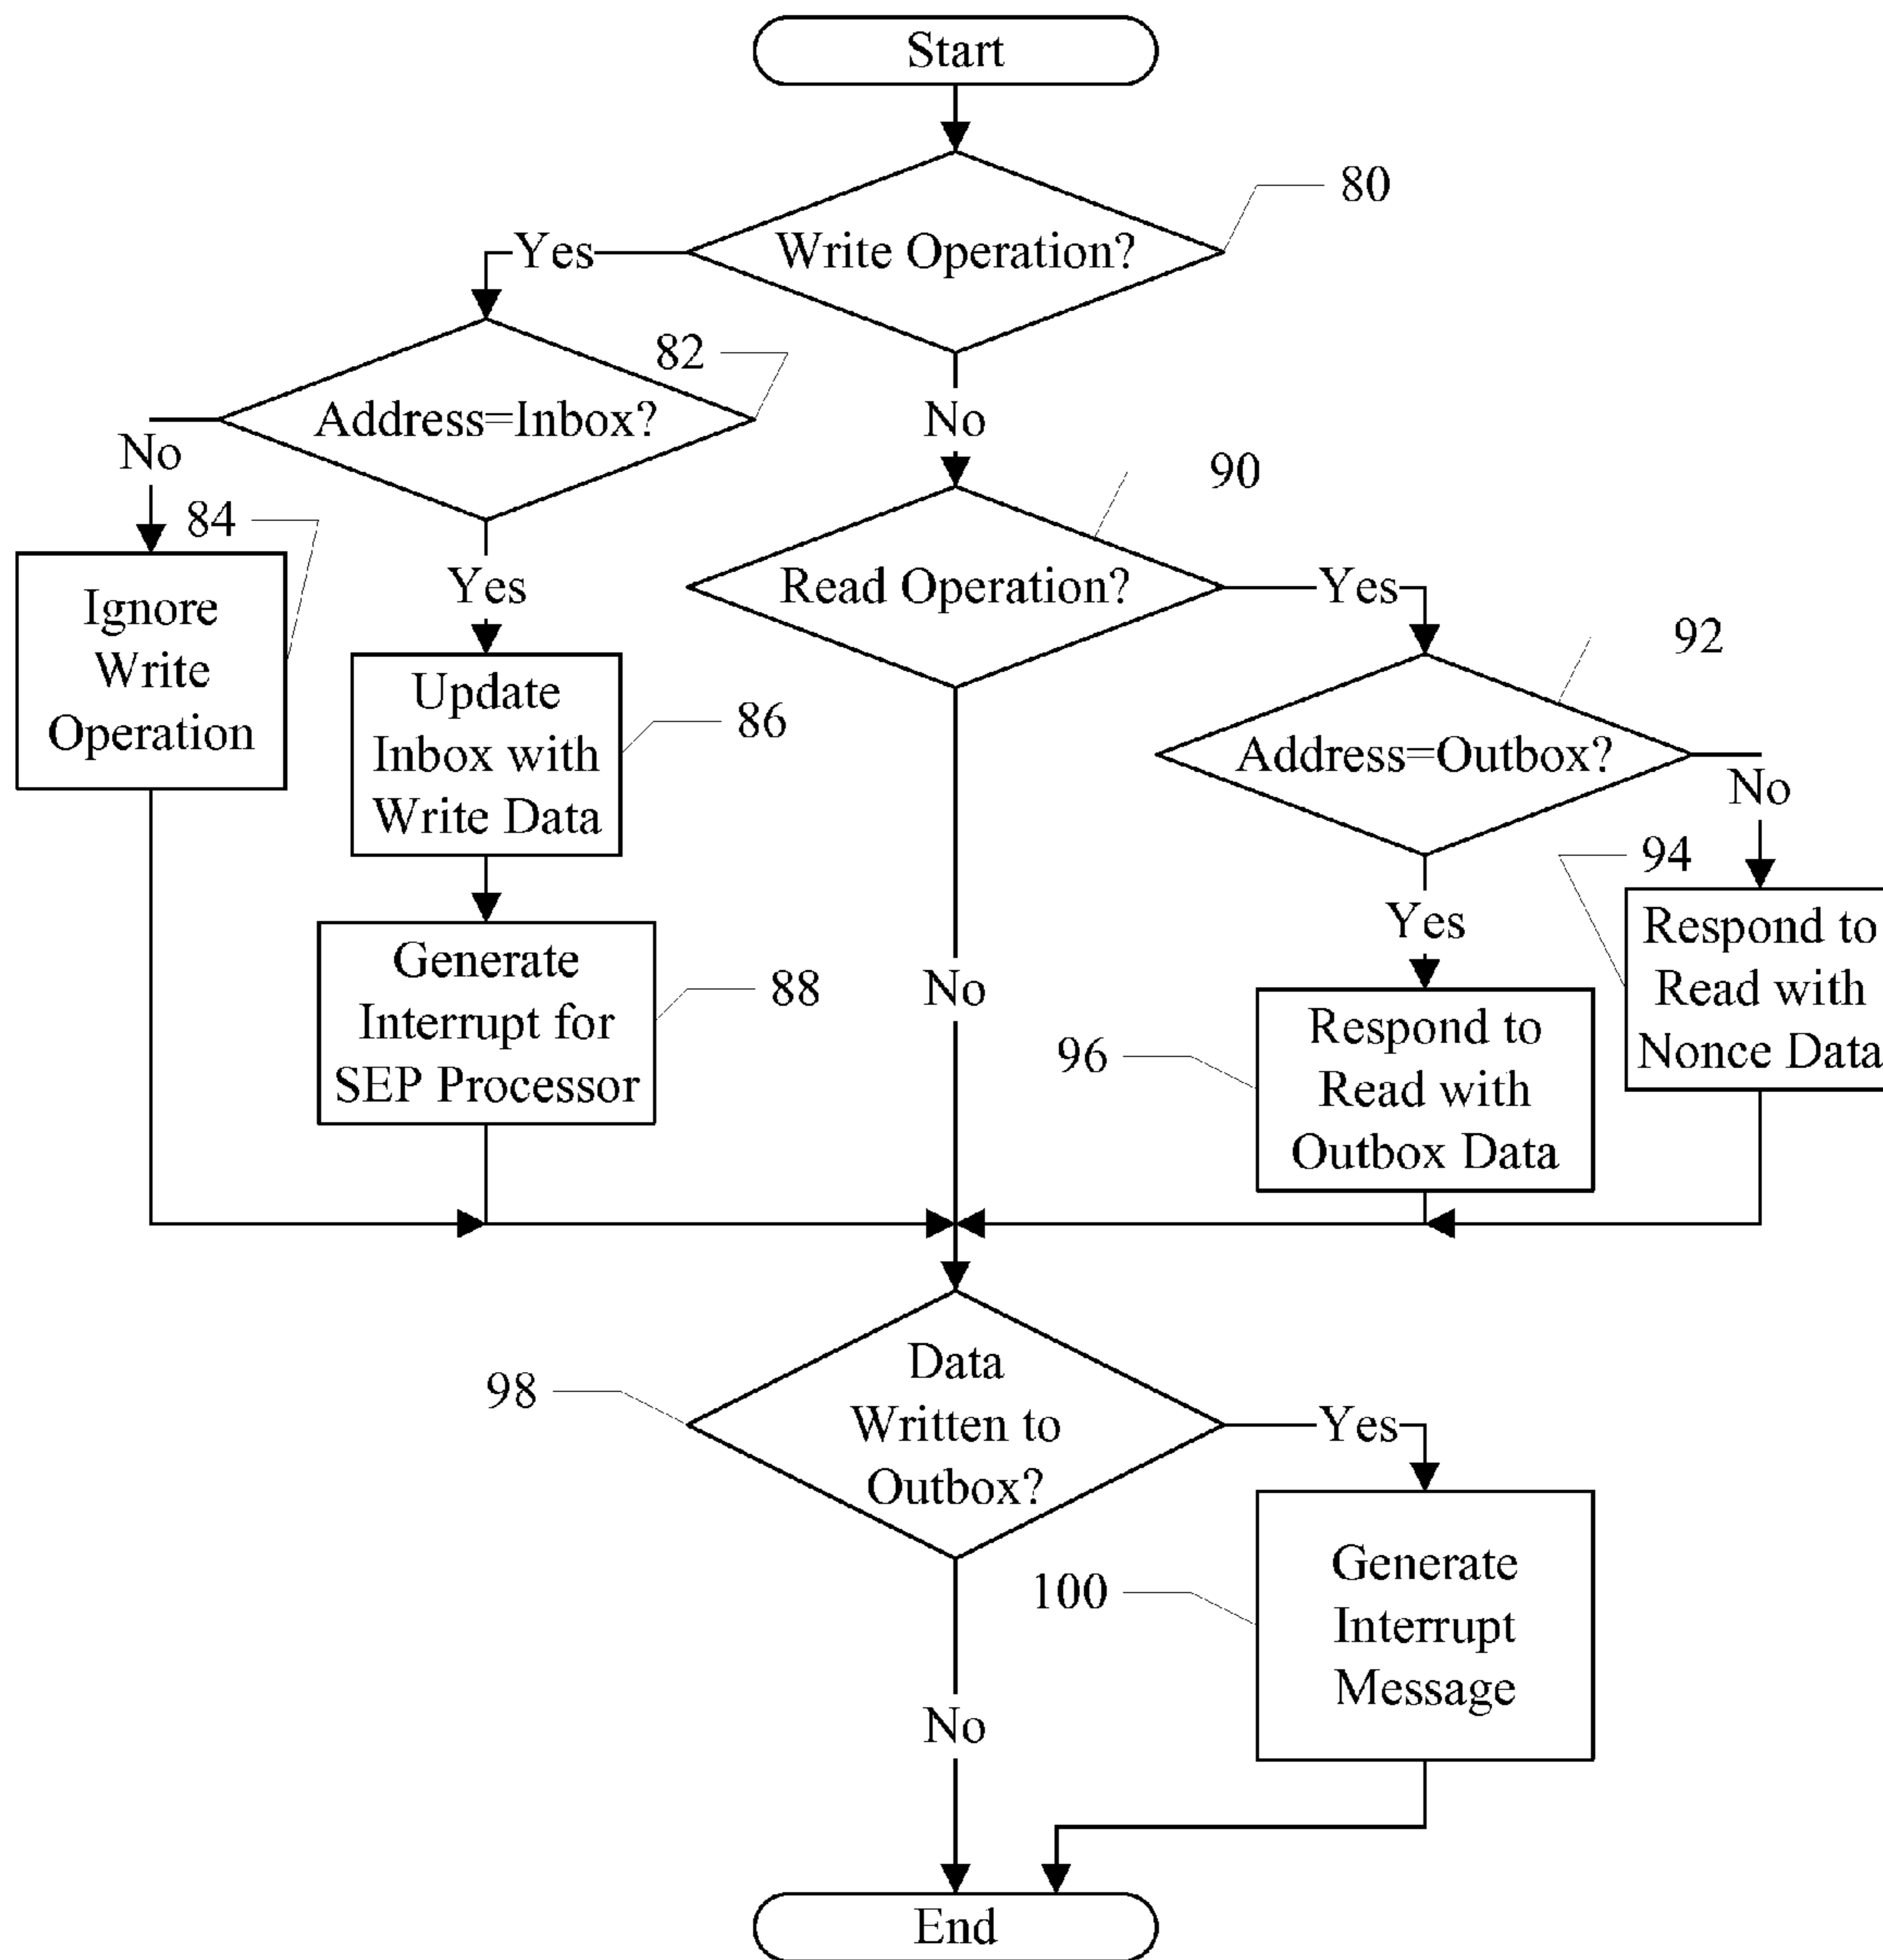 Start
80
Write Operation?
Yes
82
Address=Inbox?
No
No
90
84
Ignore
Write
Operation
Yes
Read Operation?
Yes
92
Update
Inbox with
Write Data
86
Address=Outbox?
No
94
Yes
Respond to
Read with
Nonce Data
Generate
Interrupt for
SEP Processor
88
No
96
Respond to
Read with
Outbox Data
98
Data
Written to
Outbox?
Yes
100
Generate
Interrupt
Message
No
End